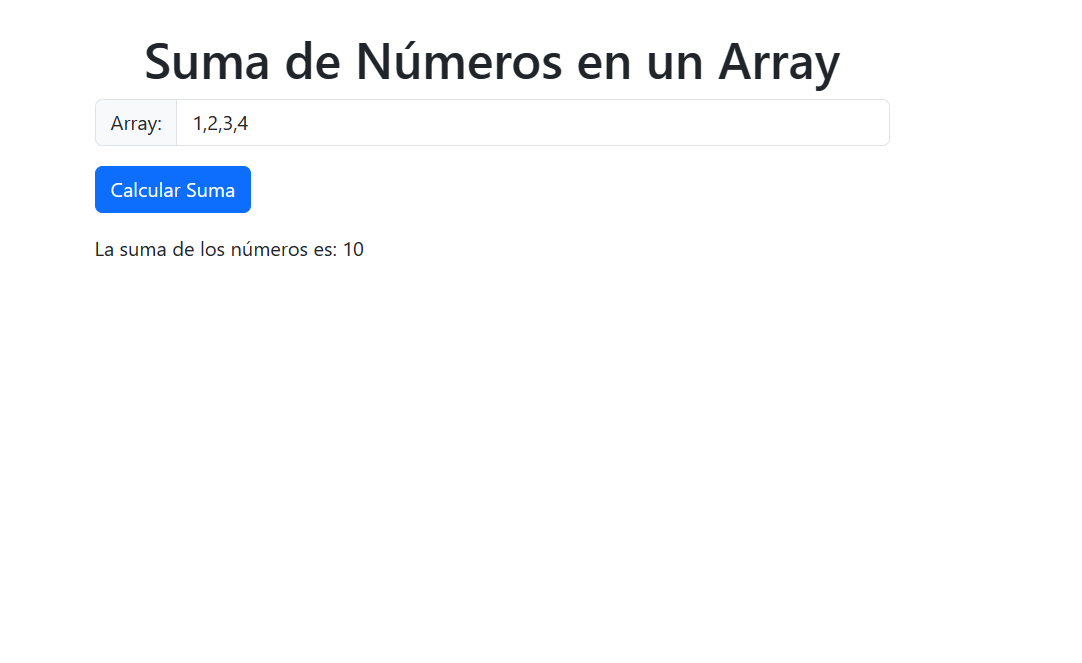 Suma de Números en un Array
Array: 1,2,3,4
Calcular Suma
La suma de los números es: 10